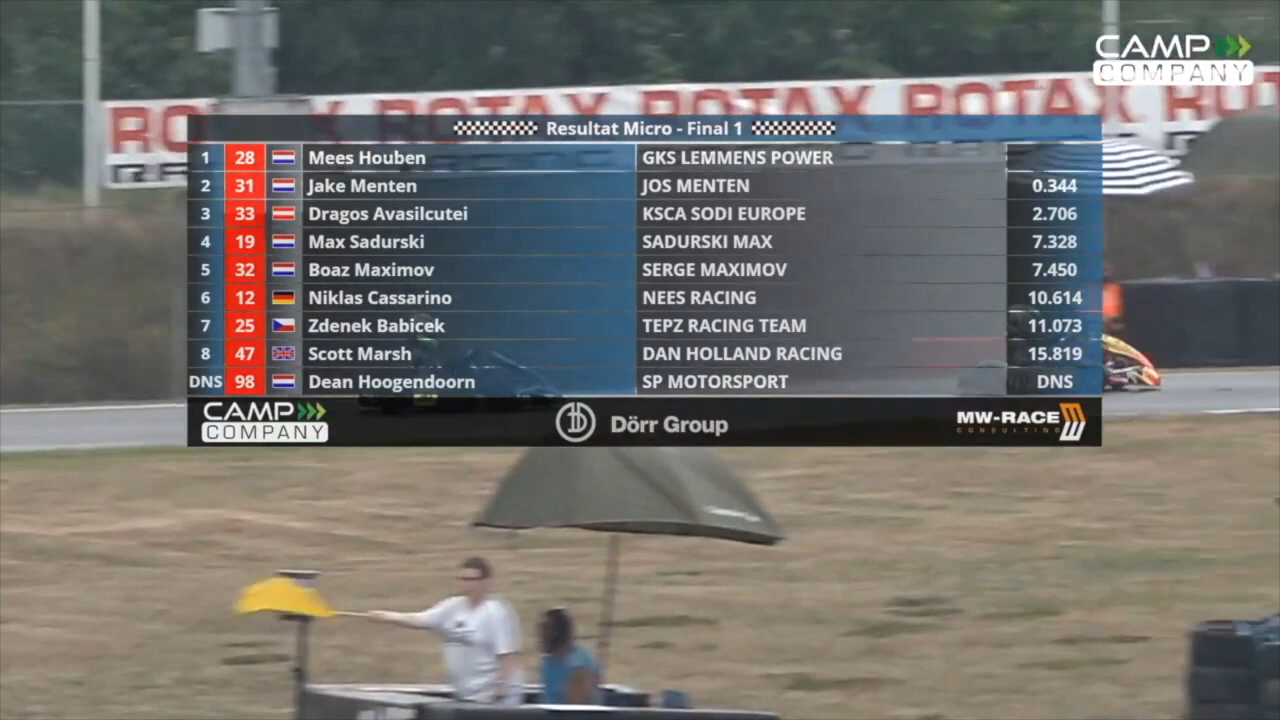 CAMP
COMPANY
ROTAX ROTAX ROTAX
Resultat Micro - Final 1
1 28 Mees Houben GKS LEMMENS POWER
2 31 Jake Menten JOS MENTEN 0.344
3 33 Dragos Avasilcutei KSCA SODI EUROPE 2.706
4 19 Max Sadurski SADURSKI MAX 7.328
5 32 Boaz Maximov SERGE MAXIMOV 7.450
6 12 Niklas Cassarino NEES RACING 10.614
7 25 Zdenek Babicek TEPZ RACING TEAM 11.073
8 47 Scott Marsh DAN HOLLAND RACING 15.819
DNS 98 Dean Hoogendoorn SP MOTORSPORT DNS
CAMP
COMPANY
Dörr Group
MW-RACE
CONSULTING